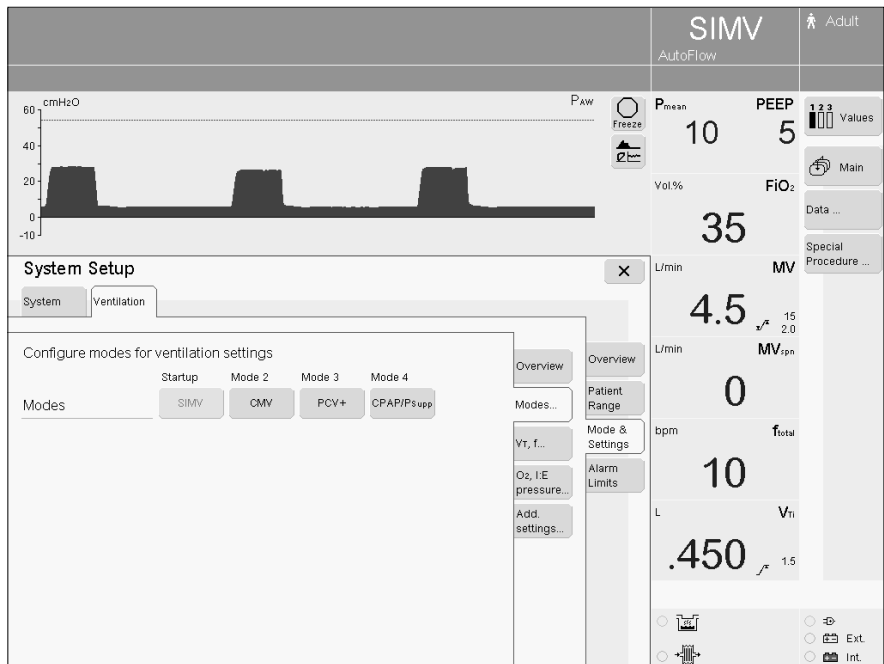 SIMV
AutoFlow
Adult
cmH2O
PAW
60
40
20
0
-10
Freeze
Pmean
PEEP
10
5
Vol.%
FiO2
35
L/min
MV
4.5
15
2.0
L/min
MVspn
0
bpm
ftotal
10
L
VTi
.450
1.5
1 2 3
Values
Main
Data ...
Special
Procedure ...
System Setup
System
Ventilation
Configure modes for ventilation settings
Startup Mode 2 Mode 3 Mode 4
Modes SIMV CMV PCV+ CPAP/Psupp
Overview
Modes...
VT, f...
O2, I:E
pressure...
Add.
settings...
Overview
Patient
Range
Mode &
Settings
Alarm
Limits
Ext.
Int.